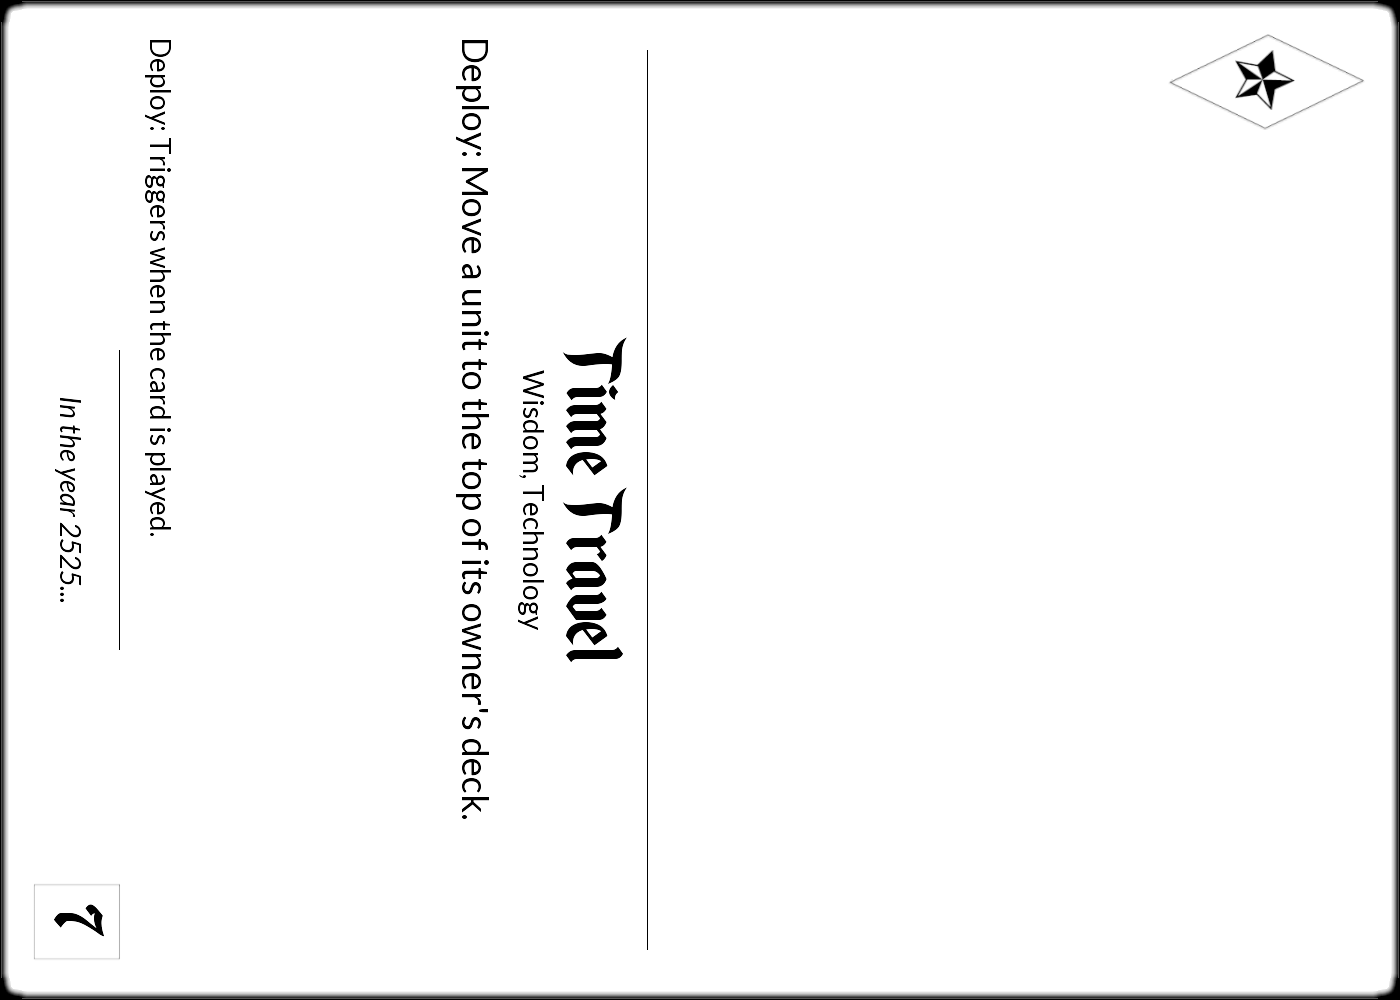 Time Travel
Wisdom, Technology
Deploy: Move a unit to the top of its owner's deck.
Deploy: Triggers when the card is played.
In the year 2525...
7